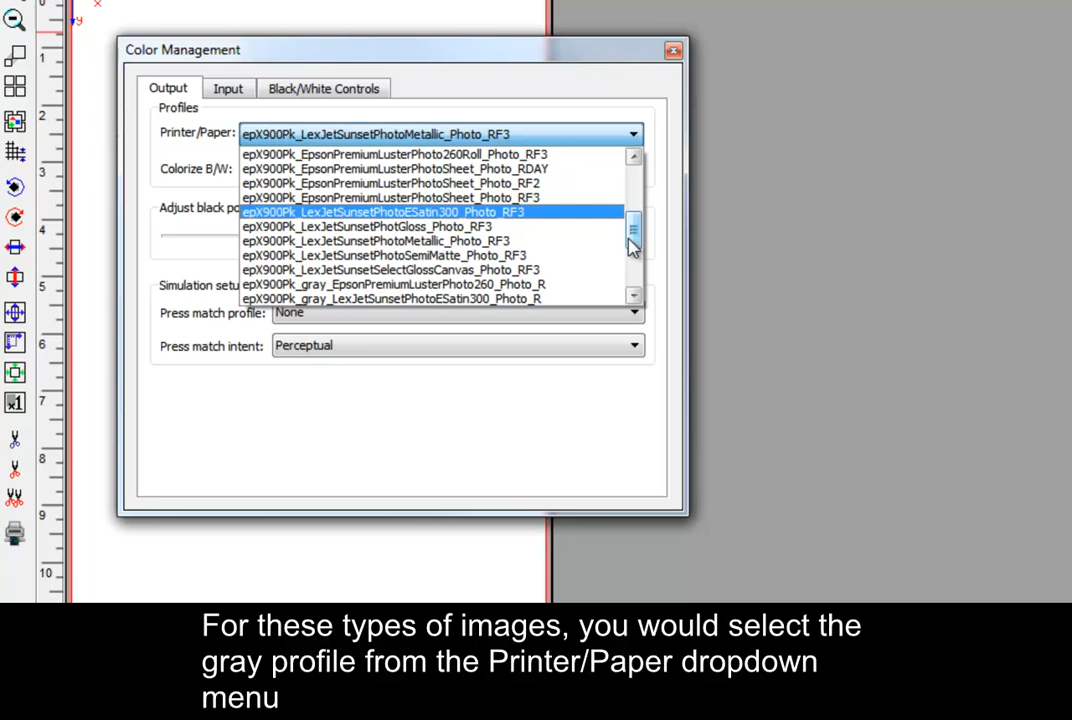 0
x
y
1
2
3
4
5
6
7
8
9
10
x1
Color Management
Output Input Black/White Controls
Profiles
Printer/Paper: epX900Pk_LexJetSunsetPhotoMetallic_Photo_RF3
epX900Pk_EpsonPremiumLusterPhoto260Roll_Photo_RF3
Colorize B/W: epX900Pk_EpsonPremiumLusterPhotoSheet_Photo_RDAY
epX900Pk_EpsonPremiumLusterPhotoSheet_Photo_RF2
epX900Pk_EpsonPremiumLusterPhotoSheet_Photo_RF3
Adjust black po epX900Pk_LexJetSunsetPhotoESatin300_Photo_RF3
epX900Pk_LexJetSunsetPhotGloss_Photo_RF3
epX900Pk_LexJetSunsetPhotoMetallic_Photo_RF3
epX900Pk_LexJetSunsetPhotoSemiMatte_Photo_RF3
epX900Pk_LexJetSunsetSelectGlossCanvas_Photo_RF3
Simulation setu epX900Pk_gray_EpsonPremiumLusterPhoto260_Photo_R
epX900Pk_gray_LexJetSunsetPhotoESatin300_Photo_R
Press match profile: None
Press match intent: Perceptual
For these types of images, you would select the
gray profile from the Printer/Paper dropdown
menu